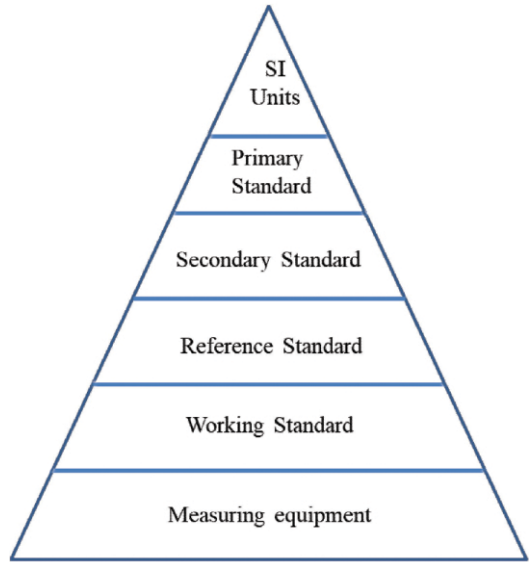 SI
Units
Primary
Standard
Secondary Standard
Reference Standard
Working Standard
Measuring equipment